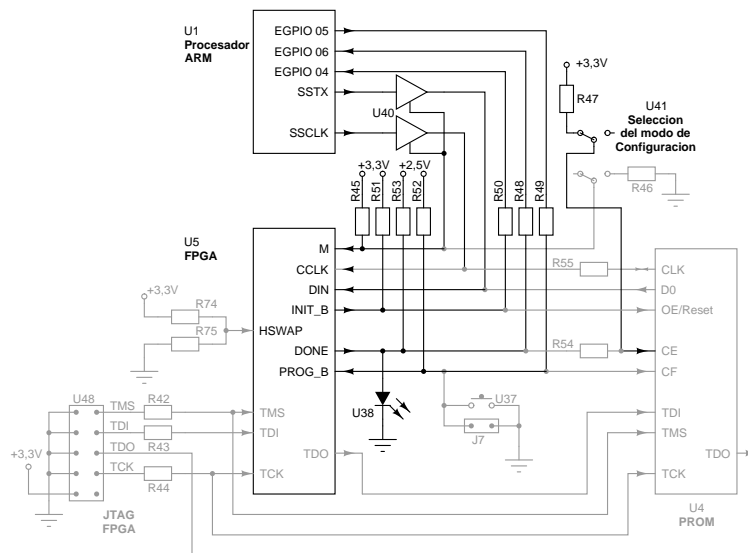 U1
Procesador
ARM
EGPIO 05
EGPIO 06
EGPIO 04
SSTX
SSCLK
U40
+3,3V
R47
U41
Seleccion
del modo de
Configuracion
R46
+3,3V
+2,5V
R45
R51
R53
R52
R50
R48
R49
U5
FPGA
M
CCLK
DIN
INIT_B
HSWAP
DONE
PROG_B
TMS
TDI
TDO
TCK
+3,3V
R74
R75
R55
R54
CLK
D0
OE/Reset
CE
CF
TDI
TMS
TDO
TCK
U4
PROM
U38
U37
J7
U48
TMS
R42
TDI
TDO
R43
TCK
R44
+3,3V
JTAG
FPGA